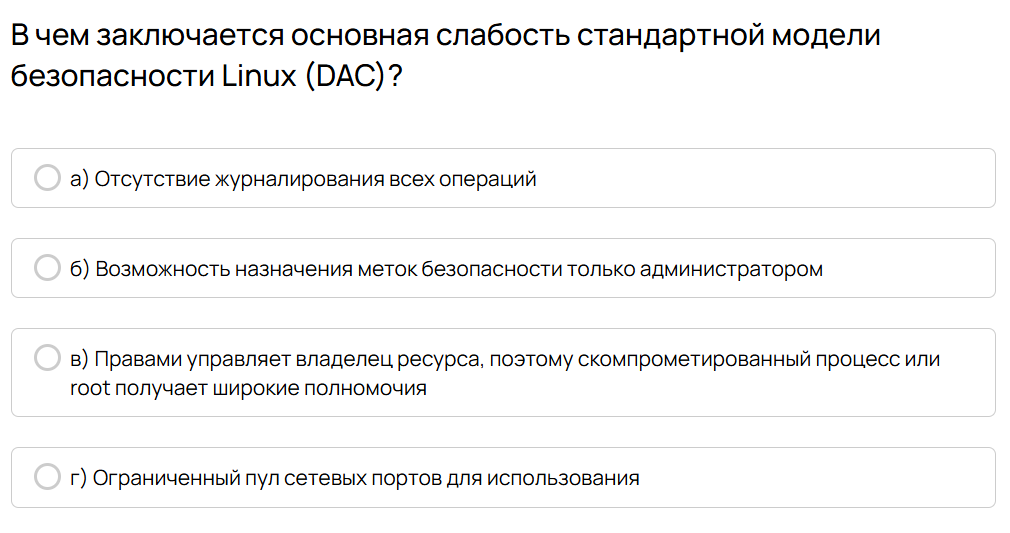 В чем заключается основная слабость стандартной модели
безопасности Linux (DAC)?
а) Отсутствие журналирования всех операций
б) Возможность назначения меток безопасности только администратором
в) Правами управляет владелец ресурса, поэтому скомпрометированный процесс или
root получает широкие полномочия
г) Ограниченный пул сетевых портов для использования